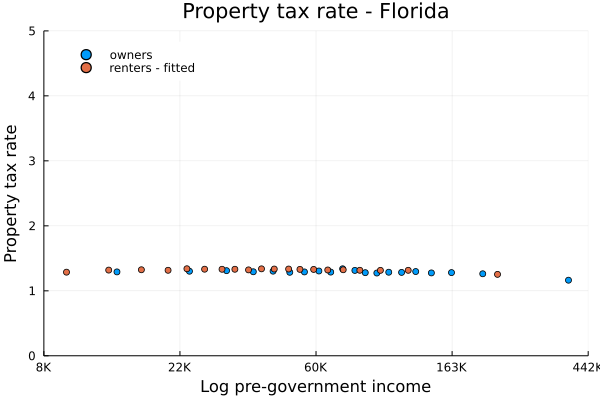 Property tax rate - Florida
owners
renters - fitted
Property tax rate
5
4
3
2
1
0
8K 22K 60K 163K 442K
Log pre-government income